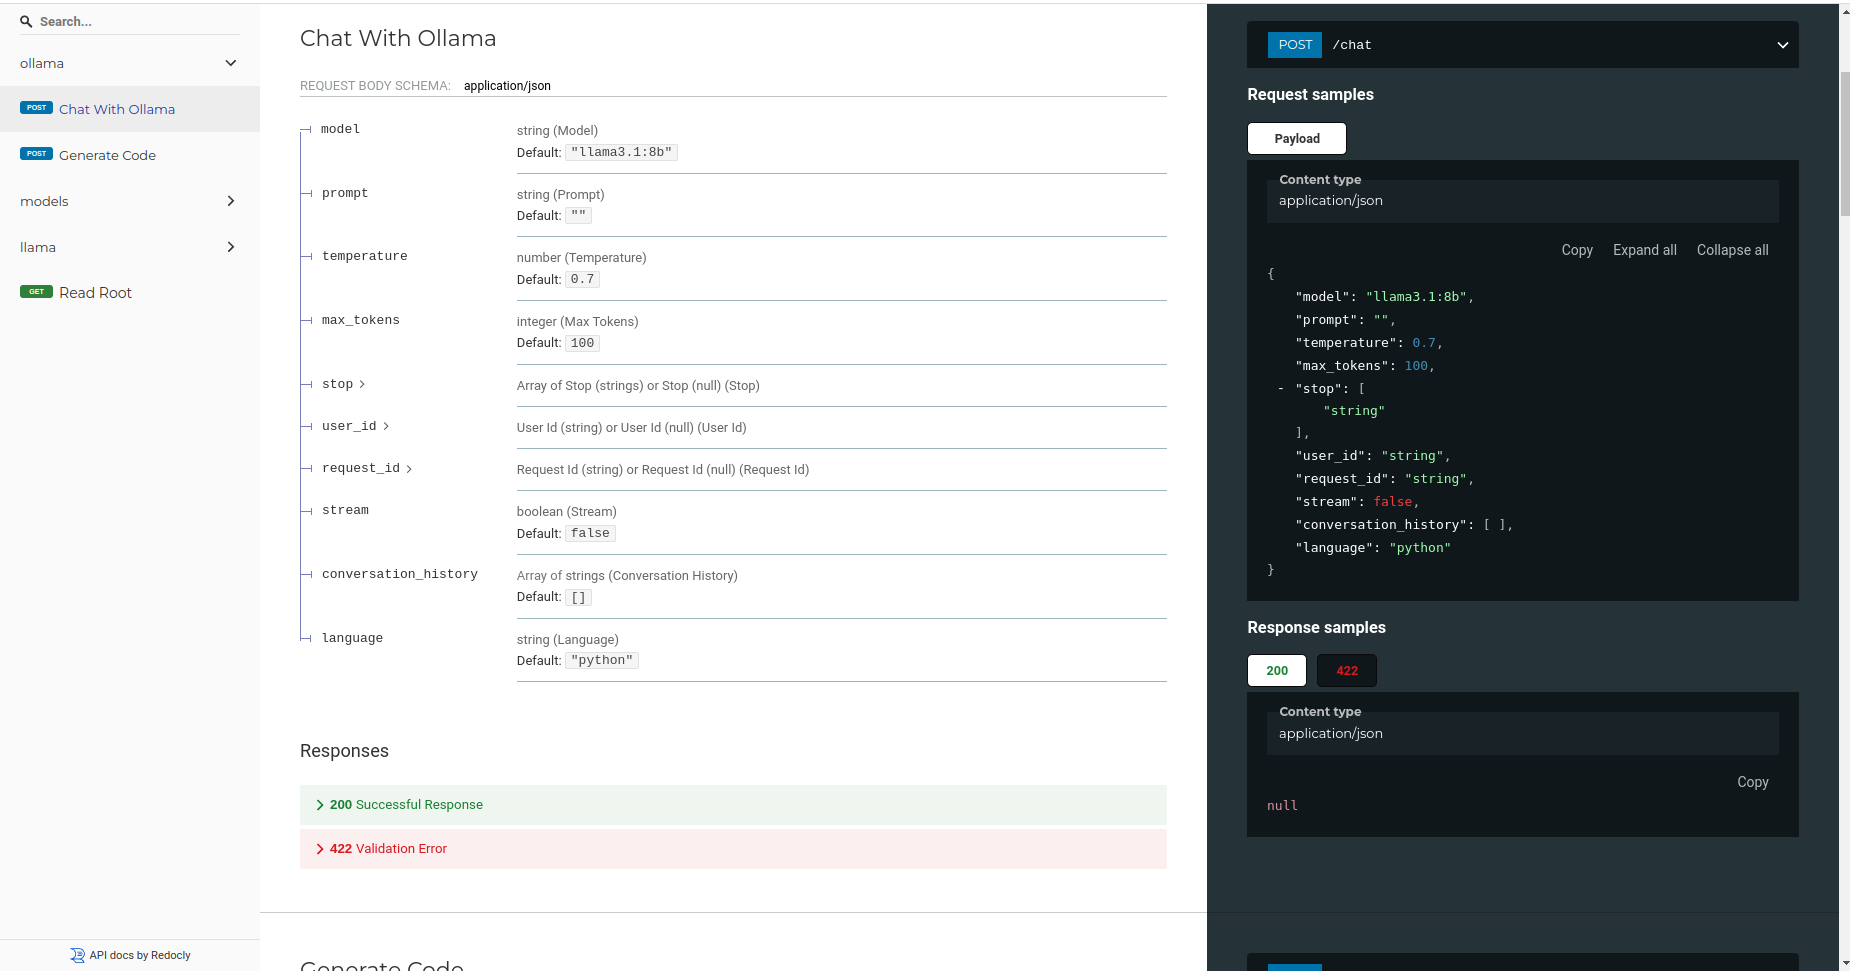 Search...
ollama
POST Chat With Ollama
POST Generate Code
models
llama
GET Read Root
API docs by Redocly
Chat With Ollama
REQUEST BODY SCHEMA: application/json
model string (Model)
Default: "llama3.1:8b"
prompt string (Prompt)
Default: ""
temperature number (Temperature)
Default: 0.7
max_tokens integer (Max Tokens)
Default: 100
stop > Array of Stop (strings) or Stop (null) (Stop)
user_id > User Id (string) or User Id (null) (User Id)
request_id > Request Id (string) or Request Id (null) (Request Id)
stream boolean (Stream)
Default: false
conversation_history Array of strings (Conversation History)
Default: []
language string (Language)
Default: "python"
Responses
200 Successful Response
422 Validation Error
Generate Code
POST /chat
Request samples
Payload
Content type
application/json
Copy Expand all Collapse all
{
"model": "llama3.1:8b",
"prompt": "",
"temperature": 0.7,
"max_tokens": 100,
- "stop": [
"string"
],
"user_id": "string",
"request_id": "string",
"stream": false,
"conversation_history": [ ],
"language": "python"
}
Response samples
200 422
Content type
application/json
Copy
null